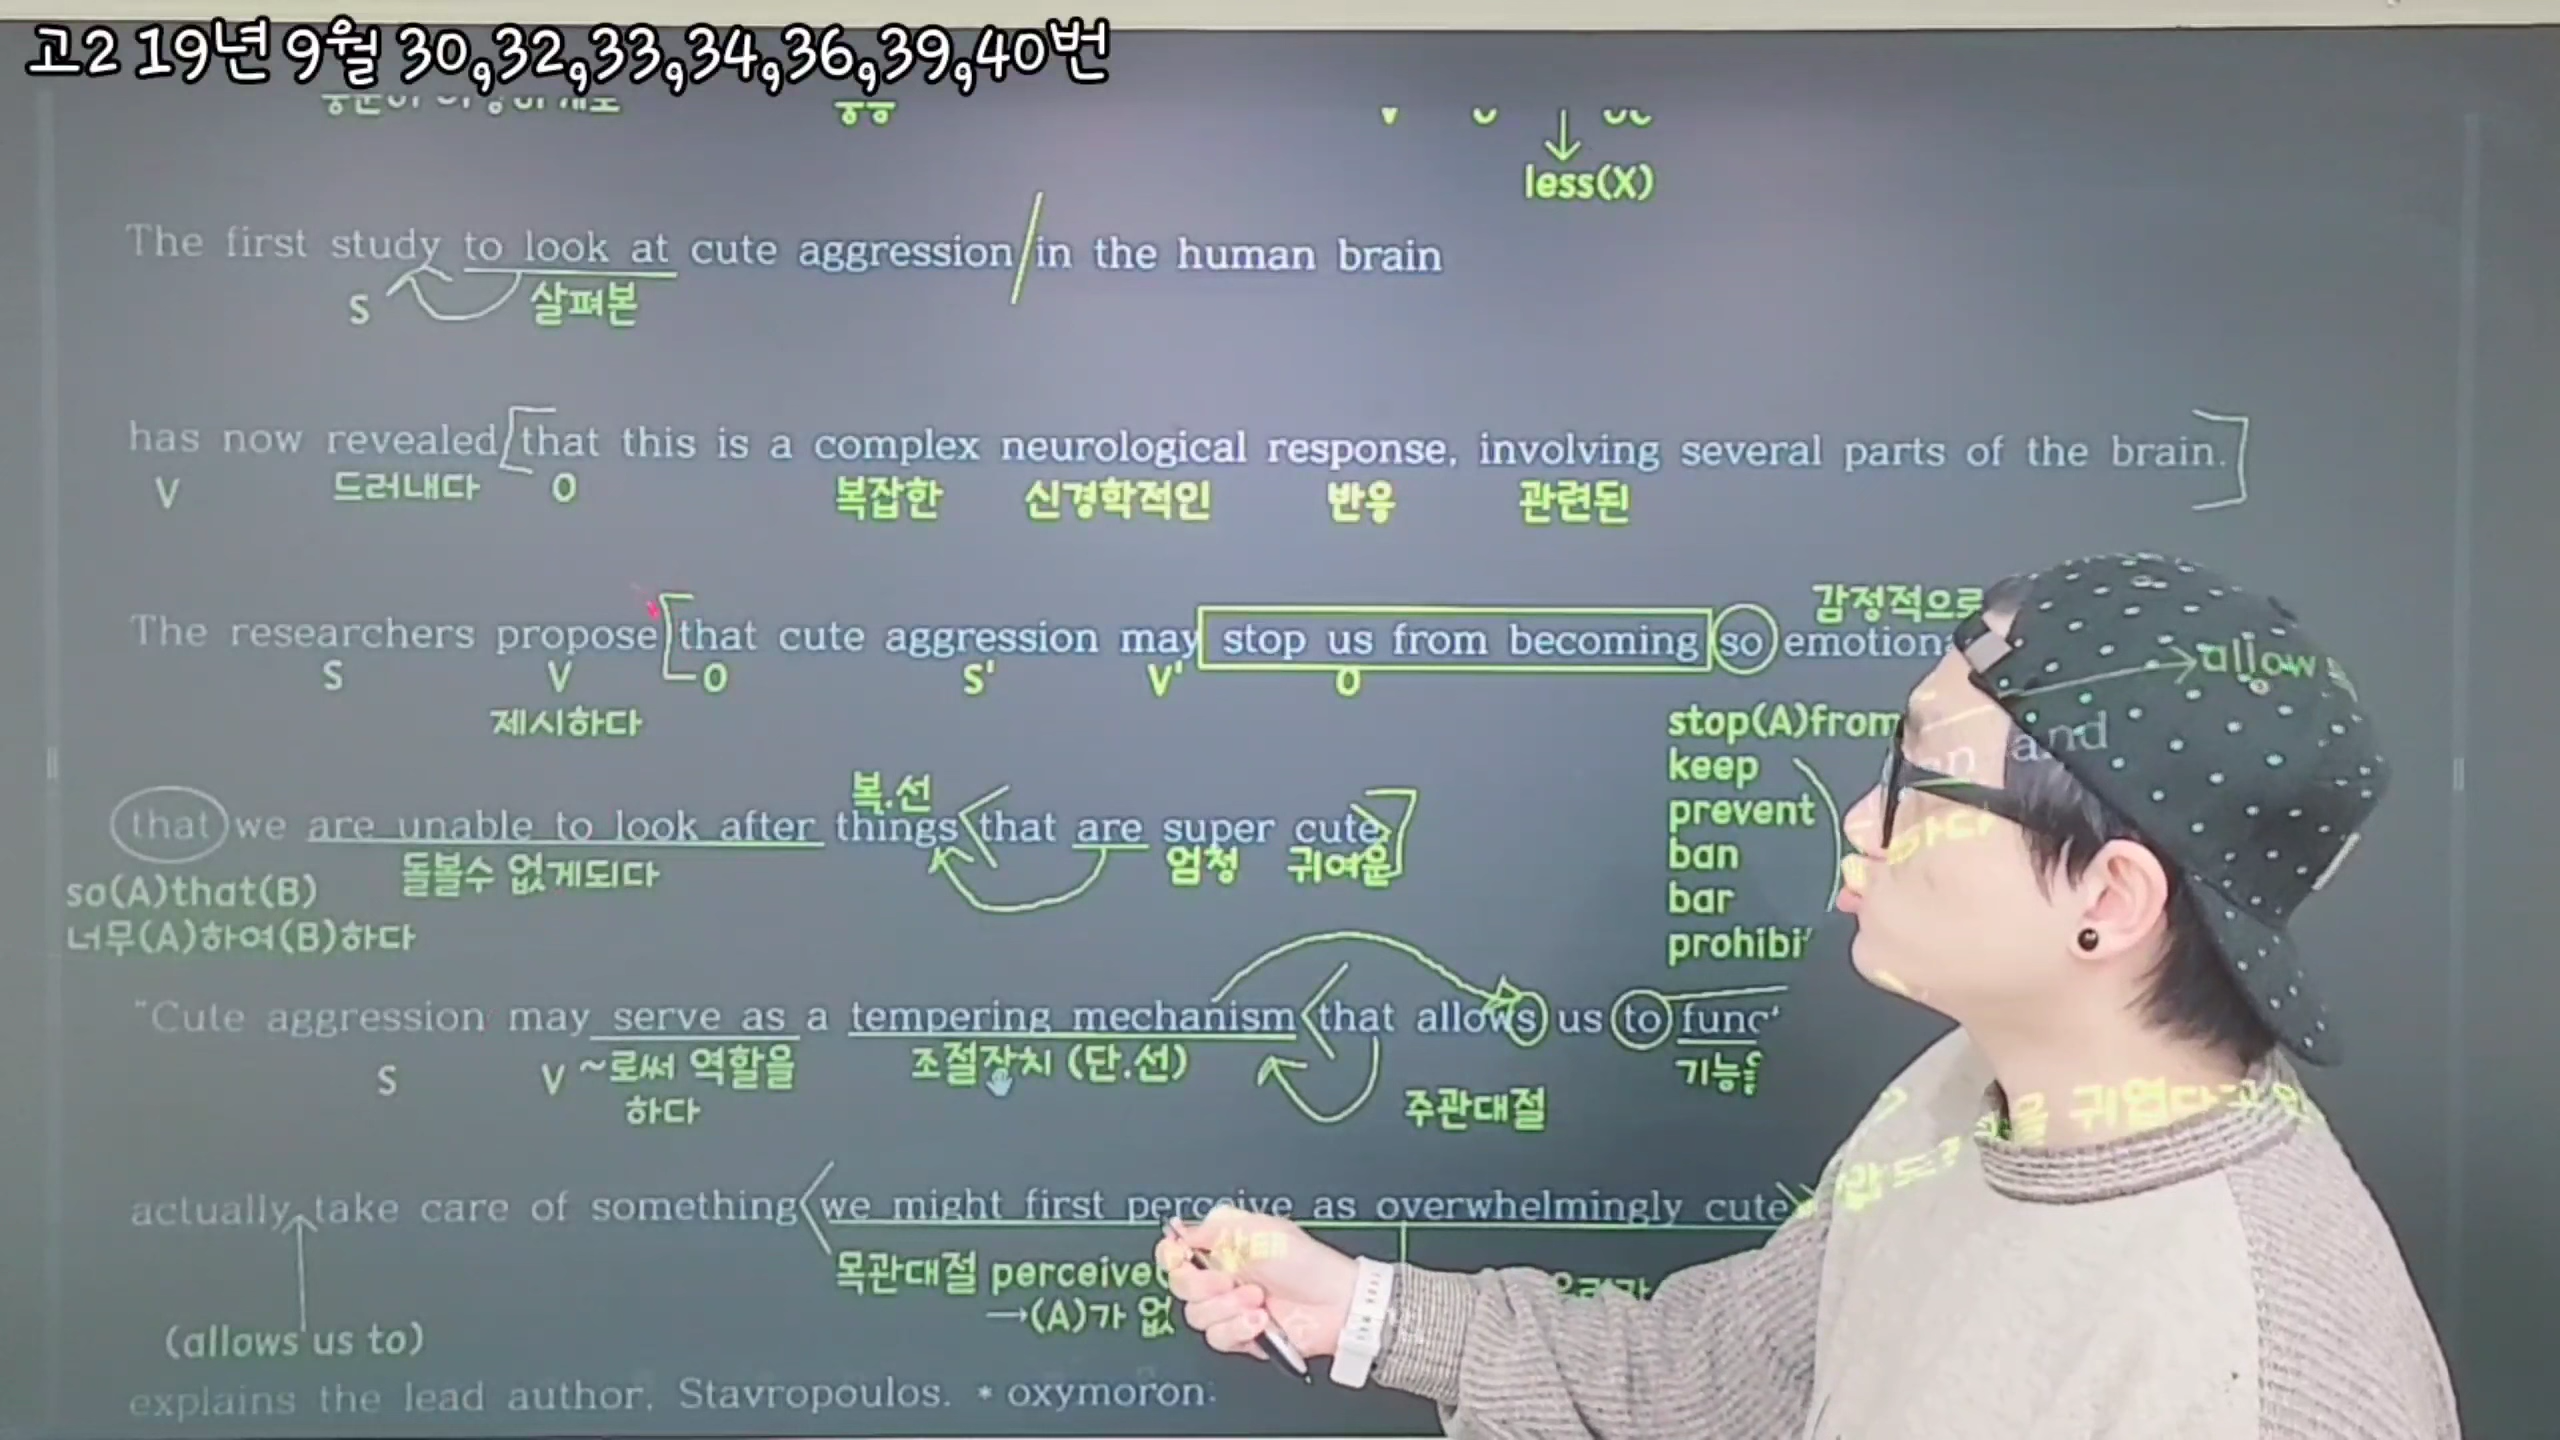 고2 19년 9월 30,32,33,34,36,39,40번
less(X)
The first study to look at cute aggression in the human brain
S 살펴본
has now revealed that this is a complex neurological response, involving several parts of the brain.
V 드러내다 O 복잡한 신경학적인 반응 관련된
감정적으로
The researchers propose that cute aggression may stop us from becoming so
S V O S' V' O
제시하다
allow
stop(A)from
and
keep
prevent
ban
bar
복.선
that we are unable to look after things that are super cute
돌볼수 없게되다 엄청 귀여운
so(A)that(B)
너무(A)하여(B)하다
"Cute aggression may serve as a tempering mechanism that allows us to
S V ~로써 역할을 조절장치 (단.선)
하다
주관대절
actually take care of something we might first perceive as overwhelmingly cute
목관대절 perceive
→(A)가 없
(allows us to)
explains the lead author, Stavropoulos. * oxymoron: